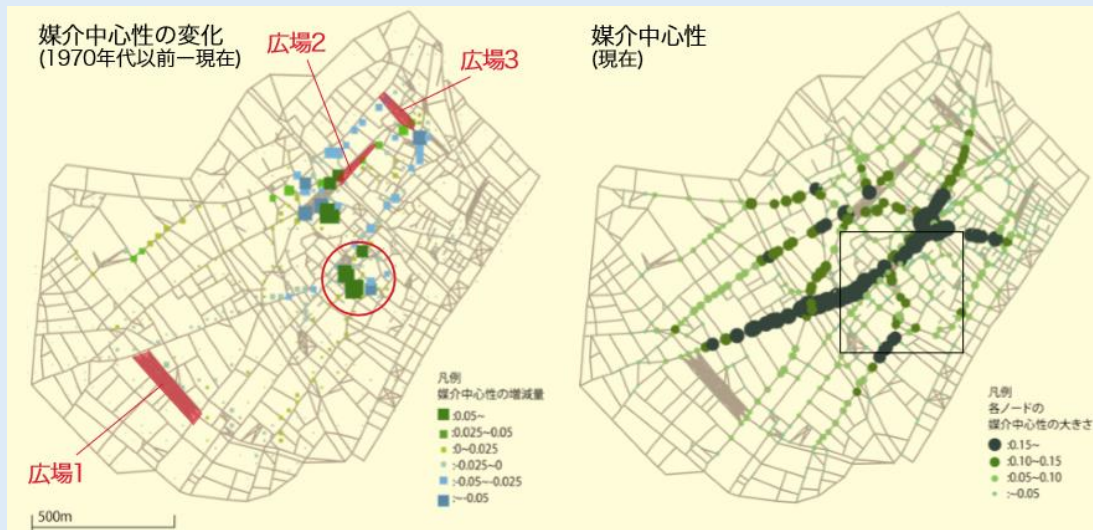 媒介中心性の変化
(1970年代以前ー現在)
広場2
広場3
広場1
凡例
媒介中心性の増減量
:0.05~
:0.025~0.05
:0~0.025
:-0.025~0
:-0.05~-0.025
:~-0.05
500m
媒介中心性
(現在)
凡例
各ノードの
媒介中心性の大きさ
:0.15~
:0.10~0.15
:0.05~0.10
:~0.05